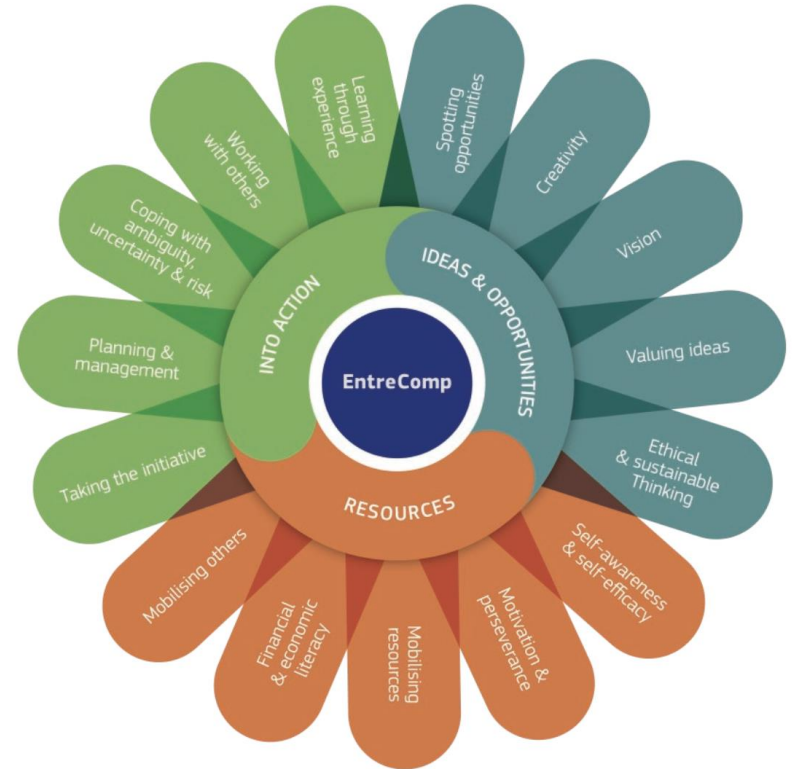 EntreComp
IDEAS & OPPORTUNITIES
Spotting
opportunities
Creativity
Vision
Valuing ideas
Ethical
& sustainable
Thinking
RESOURCES
Self-awareness
& self-efficacy
Motivation &
perseverance
Mobilising
resources
Financial
& economic
literacy
Mobilising others
INTO ACTION
Taking the initiative
Planning &
management
Coping with
ambiguity,
uncertainty & risk
Working
with others
Learning
through
experience